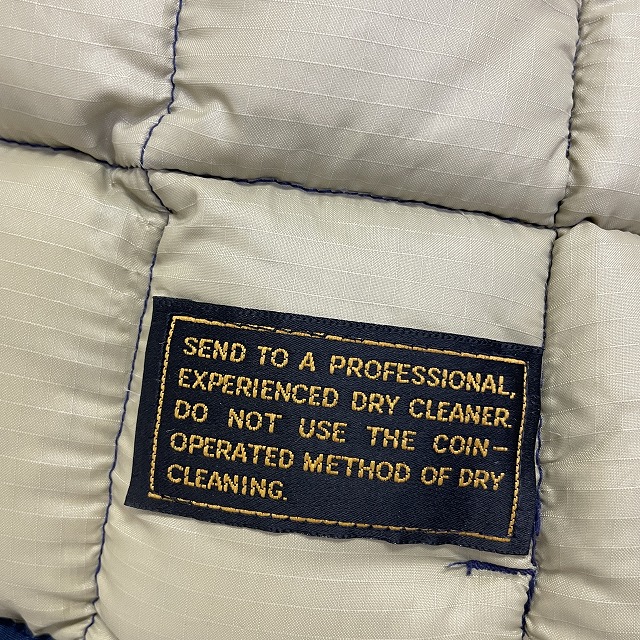 SEND TO A PROFESSIONAL,
EXPERIENCED DRY CLEANER.
DO NOT USE THE COIN-
OPERATED METHOD OF DRY
CLEANING.